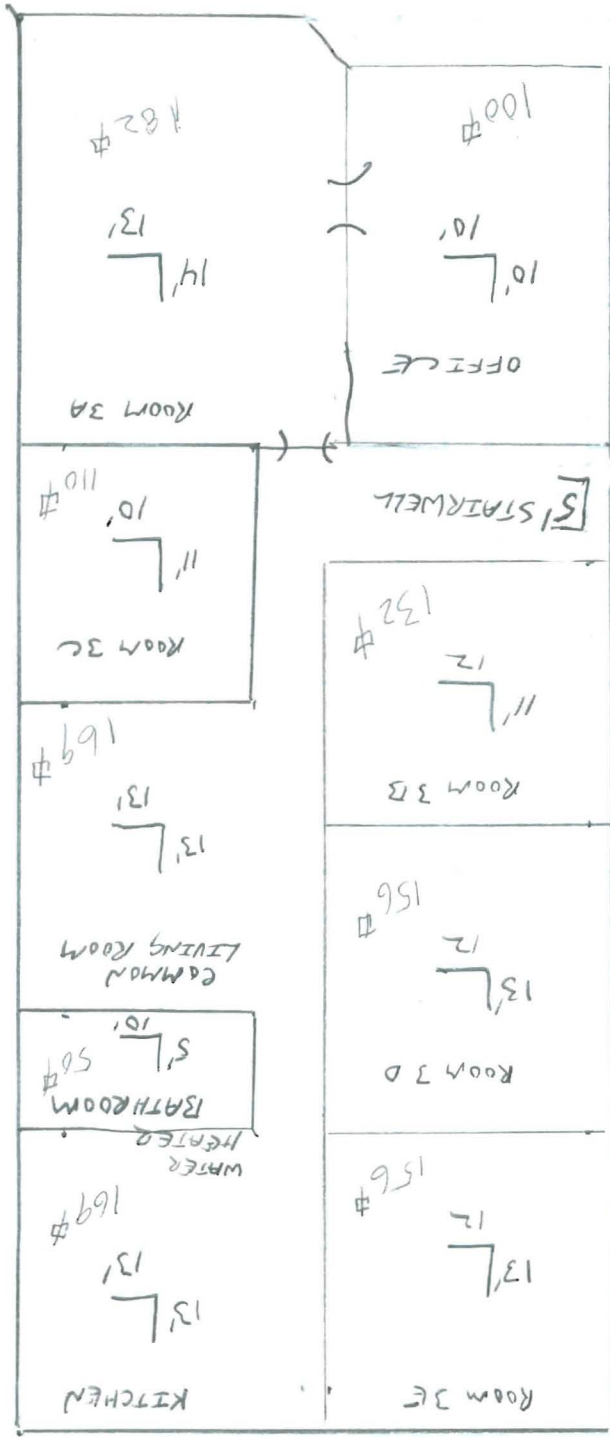 ROOM 3E
13'
12
156 #
KITCHEN
13'
13'
169 #
WATER
HEATER
ROOM 3D
13'
12
156 #
BATHROOM
5'
10'
50 #
COMMON
LIVING ROOM
13'
13'
169 #
ROOM 3B
11'
12
132 #
ROOM 3C
11'
10'
110 #
5' STAIRWELL
OFFICE
10'
10'
100 #
ROOM 3A
14'
13'
182 #